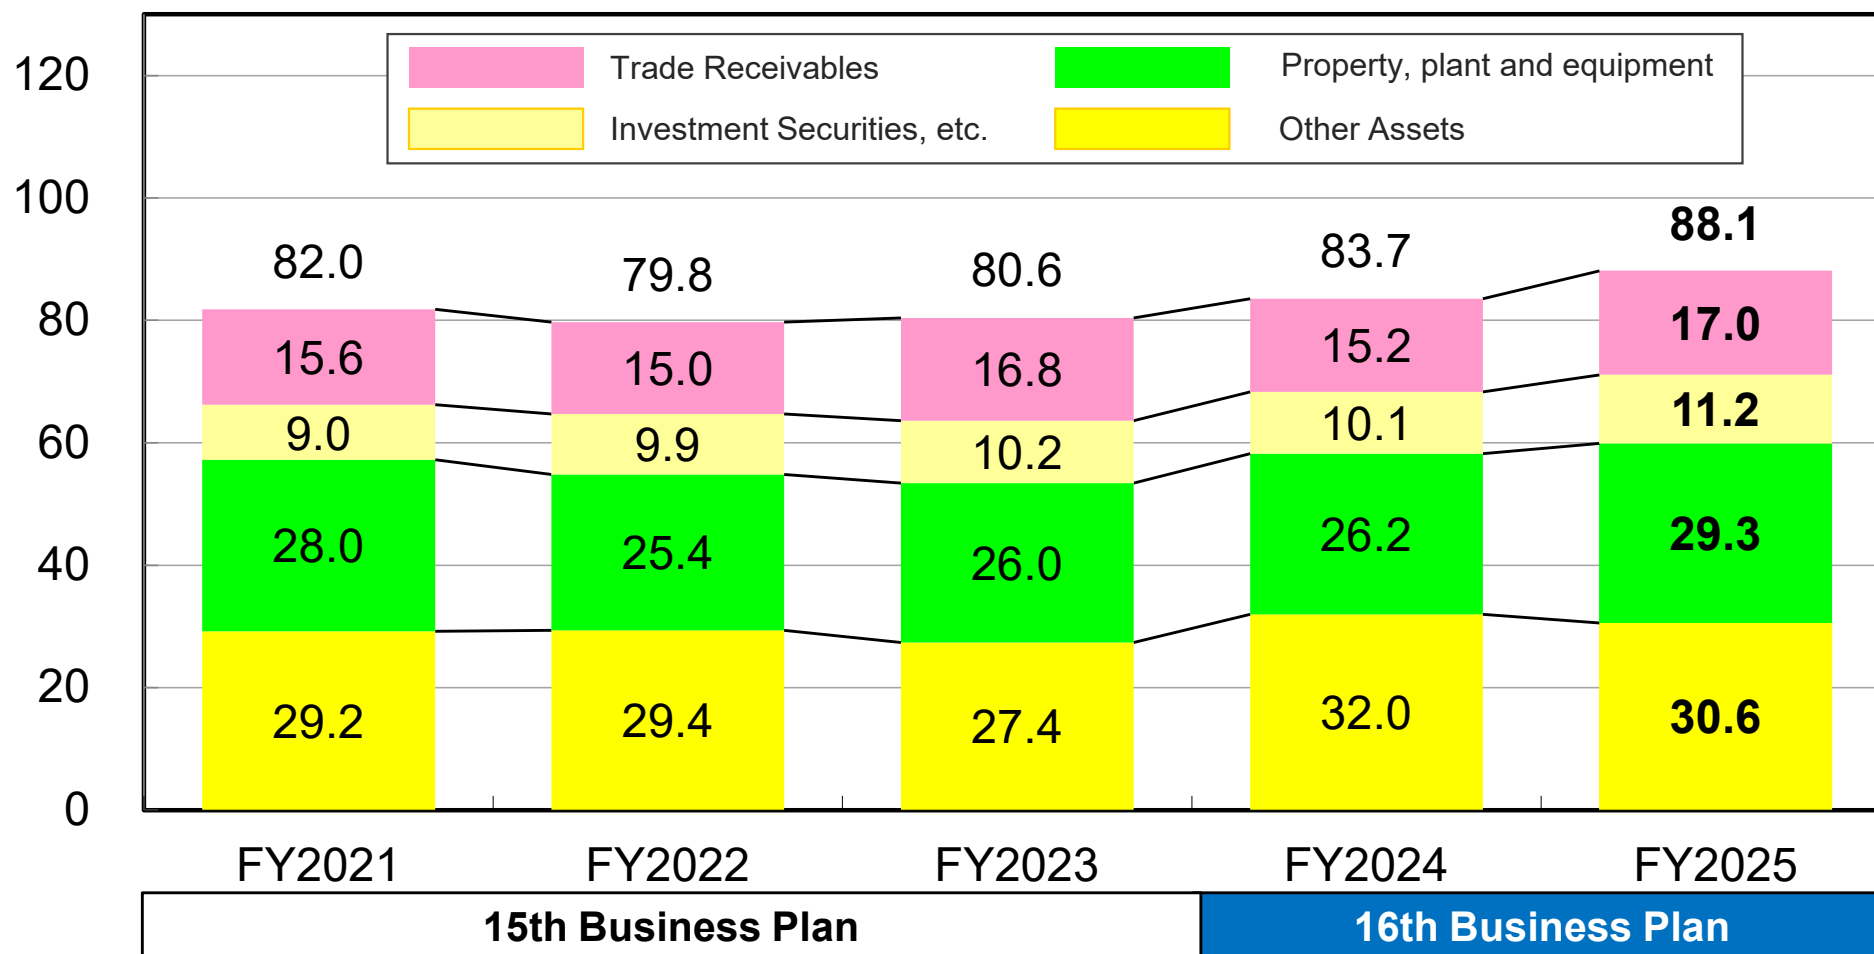 120
100
80
60
40
20
0
Trade Receivables
Property, plant and equipment
Investment Securities, etc.
Other Assets
82.0
79.8
80.6
83.7
88.1
15.6
15.0
16.8
15.2
17.0
9.0
9.9
10.2
10.1
11.2
28.0
25.4
26.0
26.2
29.3
29.2
29.4
27.4
32.0
30.6
FY2021
FY2022
FY2023
FY2024
FY2025
15th Business Plan
16th Business Plan